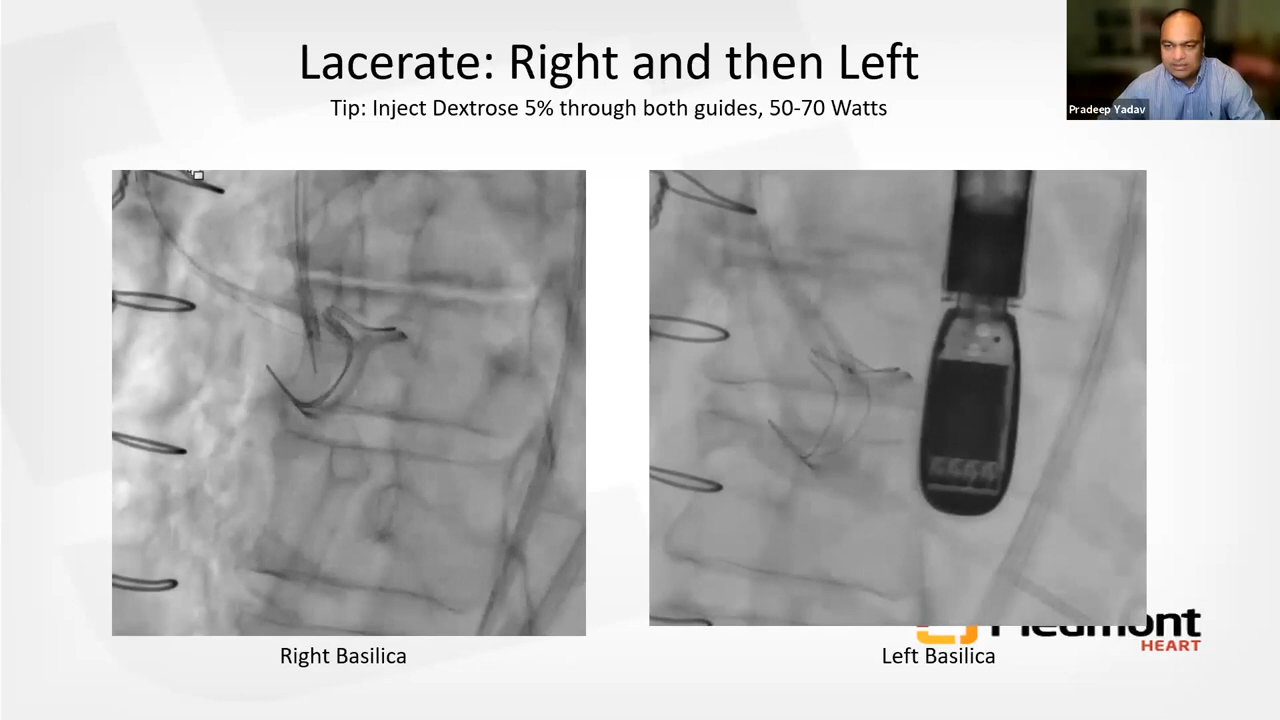 Lacerate: Right and then Left
Tip: Inject Dextrose 5% through both guides, 50-70 Watts
Pradeep Yadav
Right Basilica
Left Basilica
Piedmont
HEART